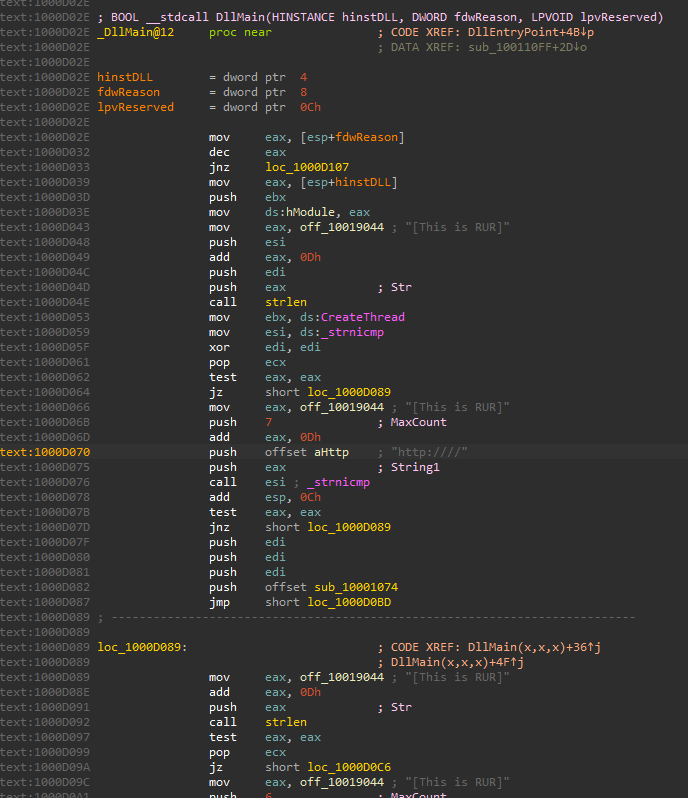 text:1000D02E
text:1000D02E ; BOOL __stdcall DllMain(HINSTANCE hinstDLL, DWORD fdwReason, LPVOID lpvReserved)
text:1000D02E _DllMain@12 proc near ; CODE XREF: DllEntryPoint+4B↓p
text:1000D02E ; DATA XREF: sub_100110FF+2D↓o
text:1000D02E
text:1000D02E hinstDLL = dword ptr 4
text:1000D02E fdwReason = dword ptr 8
text:1000D02E lpvReserved = dword ptr 0Ch
text:1000D02E
text:1000D02E mov eax, [esp+fdwReason]
text:1000D032 dec eax
text:1000D033 jnz loc_1000D107
text:1000D039 mov eax, [esp+hinstDLL]
text:1000D03D push ebx
text:1000D03E mov ds:hModule, eax
text:1000D043 mov eax, off_10019044 ; "[This is RUR]"
text:1000D048 push esi
text:1000D049 add eax, 0Dh
text:1000D04C push edi
text:1000D04D push eax ; Str
text:1000D04E call strlen
text:1000D053 mov ebx, ds:CreateThread
text:1000D059 mov esi, ds:_strnicmp
text:1000D05F xor edi, edi
text:1000D061 pop ecx
text:1000D062 test eax, eax
text:1000D064 jz short loc_1000D089
text:1000D066 mov eax, off_10019044 ; "[This is RUR]"
text:1000D06B push 7 ; MaxCount
text:1000D06D add eax, 0Dh
text:1000D070 push offset aHttp ; "http:////"
text:1000D075 push eax ; String1
text:1000D076 call esi ; _strnicmp
text:1000D078 add esp, 0Ch
text:1000D07B test eax, eax
text:1000D07D jnz short loc_1000D089
text:1000D07F push edi
text:1000D080 push edi
text:1000D081 push edi
text:1000D082 push offset sub_10001074
text:1000D087 jmp short loc_1000D0BD
text:1000D089 ; ---------------------------------------------------------------------------
text:1000D089
text:1000D089 loc_1000D089: ; CODE XREF: DllMain(x,x,x)+36↑j
text:1000D089 ; DllMain(x,x,x)+4F↑j
text:1000D089 mov eax, off_10019044 ; "[This is RUR]"
text:1000D08E add eax, 0Dh
text:1000D091 push eax ; Str
text:1000D092 call strlen
text:1000D097 test eax, eax
text:1000D099 pop ecx
text:1000D09A jz short loc_1000D0C6
text:1000D09C mov eax, off_10019044 ; "[This is RUR]"
text:1000D0A1 push 6 ; MaxCount